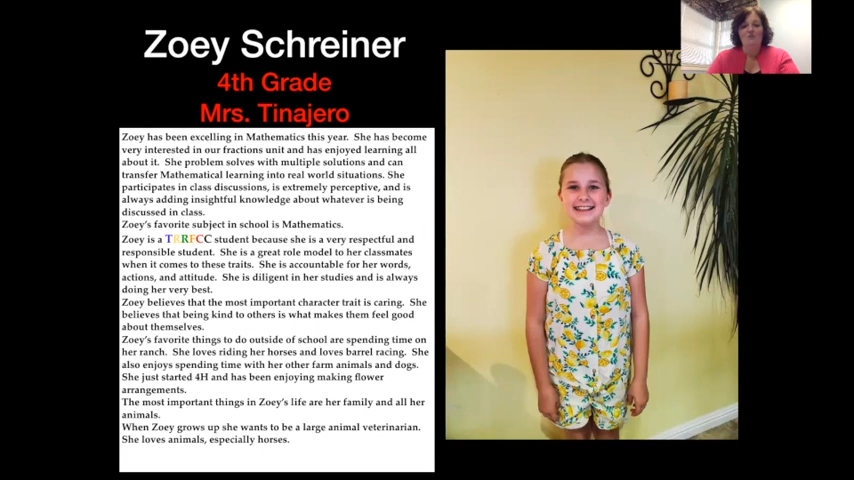 Zoey Schreiner
4th Grade
Mrs. Tinajero
Zoey has been excelling in Mathematics this year. She has become
very interested in our fractions unit and has enjoyed learning all
about it. She problem solves with multiple solutions and can
transfer Mathematical learning into real world situations. She
participates in class discussions, is extremely perceptive, and is
always adding insightful knowledge about whatever is being
discussed in class.
Zoey's favorite subject in school is Mathematics.
Zoey is a TRRFCC student because she is a very respectful and
responsible student. She is a great role model to her classmates
when it comes to these traits. She is accountable for her words,
actions, and attitude. She is diligent in her studies and is always
doing her very best.
Zoey believes that the most important character trait is caring. She
believes that being kind to others is what makes them feel good
about themselves.
Zoey's favorite things to do outside of school are spending time on
her ranch. She loves riding her horses and loves barrel racing. She
also enjoys spending time with her other farm animals and dogs.
She just started 4H and has been enjoying making flower
arrangements.
The most important things in Zoey's life are her family and all her
animals.
When Zoey grows up she wants to be a large animal veterinarian.
She loves animals, especially horses.